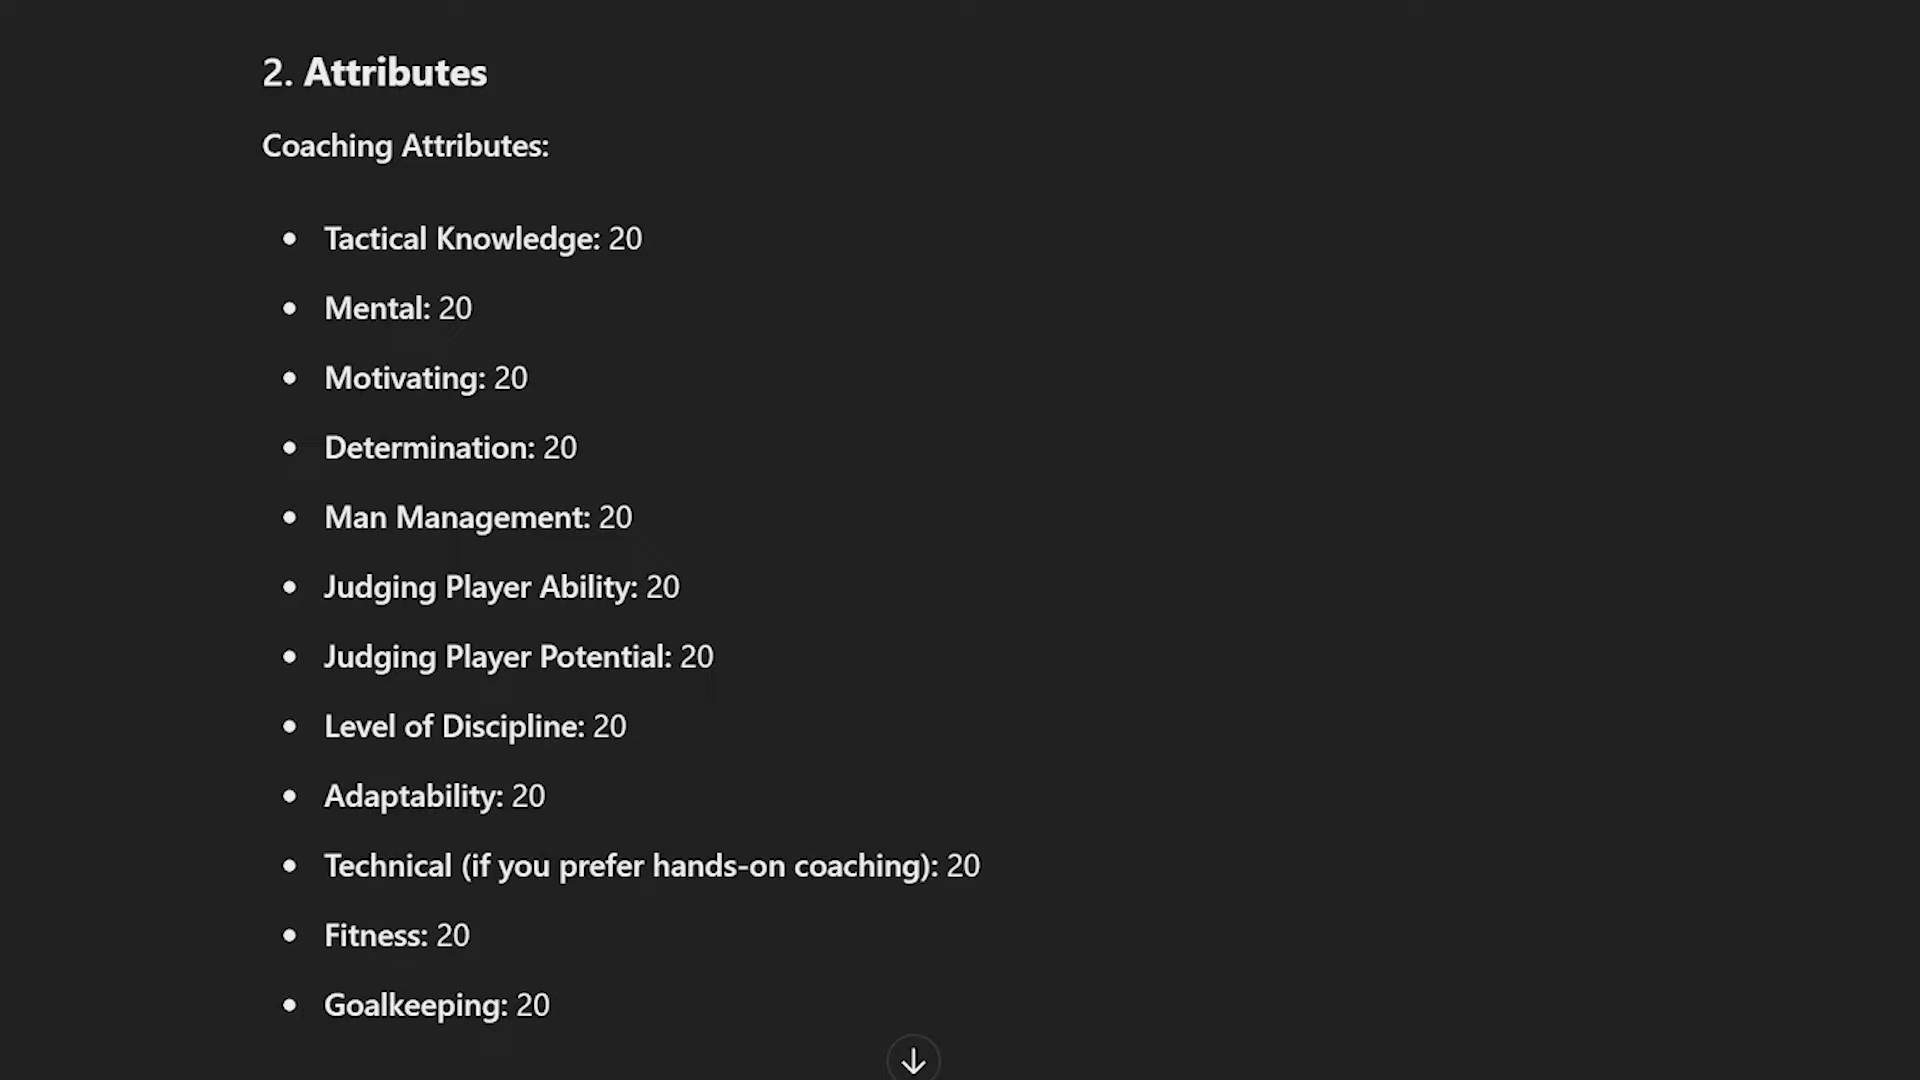 2. Attributes
Coaching Attributes:
• Tactical Knowledge: 20
• Mental: 20
• Motivating: 20
• Determination: 20
• Man Management: 20
• Judging Player Ability: 20
• Judging Player Potential: 20
• Level of Discipline: 20
• Adaptability: 20
• Technical (if you prefer hands-on coaching): 20
• Fitness: 20
• Goalkeeping: 20